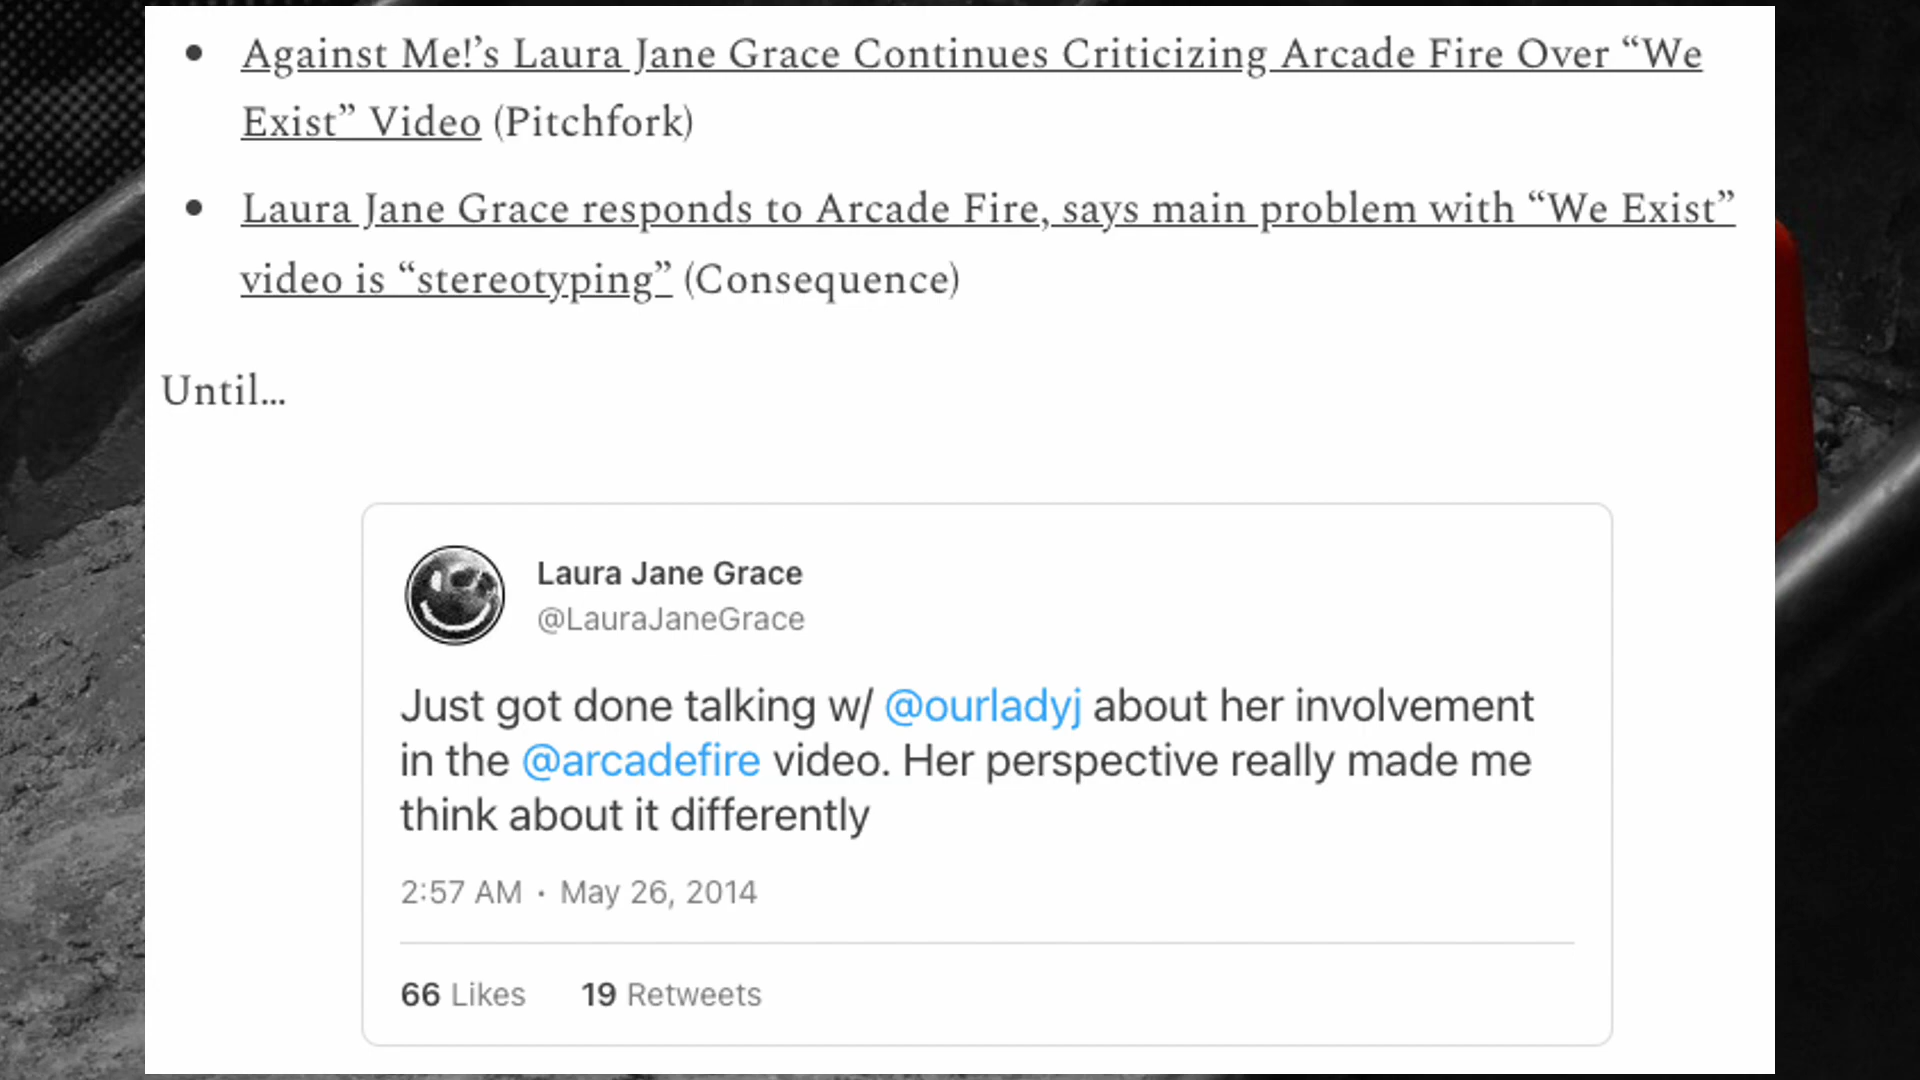 Against Me!’s Laura Jane Grace Continues Criticizing Arcade Fire Over “We
Exist” Video (Pitchfork)
Laura Jane Grace responds to Arcade Fire, says main problem with “We Exist”
video is “stereotyping” (Consequence)
Until…
Laura Jane Grace
@LauraJaneGrace
Just got done talking w/ @ourladyj about her involvement
in the @arcadefire video. Her perspective really made me
think about it differently
2:57 AM · May 26, 2014
66 Likes 19 Retweets